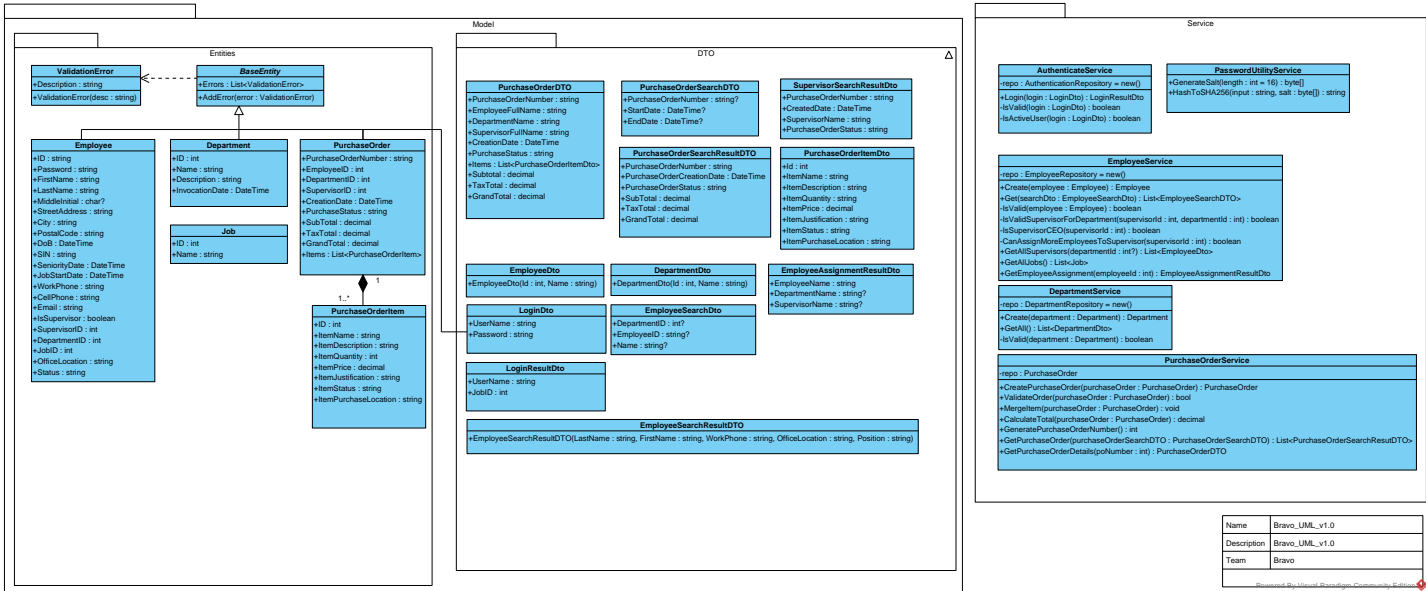 Model
Entities
ValidationError
+Description : string
+ValidationError(desc : string)
BaseEntity
+Errors : List<ValidationError>
+AddError(error : ValidationError)
Employee
+ID : string
+Password : string
+FirstName : string
+LastName : string
+MiddleInitial : char?
+StreetAddress : string
+City : string
+PostalCode : string
+DoB : DateTime
+SIN : string
+SeniorityDate : DateTime
+JobStartDate : DateTime
+WorkPhone : string
+CellPhone : string
+Email : string
+IsSupervisor : boolean
+SupervisorID : int
+DepartmentID : int
+JobID : int
+OfficeLocation : string
+Status : string
Department
+ID : int
+Name : string
+Description : string
+InvocationDate : DateTime
Job
+ID : int
+Name : string
PurchaseOrder
+PurchaseOrderNumber : string
+EmployeeID : int
+DepartmentID : int
+SupervisorID : int
+CreationDate : DateTime
+PurchaseStatus : string
+SubTotal : decimal
+TaxTotal : decimal
+GrandTotal : decimal
+Items : List<PurchaseOrderItem>
1
1..*
PurchaseOrderItem
+ID : int
+ItemName : string
+ItemDescription : string
+ItemQuantity : int
+ItemPrice : decimal
+ItemJustification : string
+ItemStatus : string
+ItemPurchaseLocation : string
DTO
PurchaseOrderDTO
+PurchaseOrderNumber : string
+EmployeeFullName : string
+DepartmentName : string
+SupervisorFullName : string
+CreationDate : DateTime
+PurchaseStatus : string
+Items : List<PurchaseOrderItemDto>
+Subtotal : decimal
+TaxTotal : decimal
+GrandTotal : decimal
PurchaseOrderSearchDTO
+PurchaseOrderNumber : string?
+StartDate : DateTime?
+EndDate : DateTime?
SupervisorSearchResultDto
+PurchaseOrderNumber : string
+CreatedDate : DateTime
+SupervisorName : string
+PurchaseOrderStatus : string
PurchaseOrderSearchResultDTO
+PurchaseOrderNumber : string
+PurchaseOrderCreationDate : DateTime
+PurchaseOrderStatus : string
+SubTotal : decimal
+TaxTotal : decimal
+GrandTotal : decimal
PurchaseOrderItemDto
+Id : int
+ItemName : string
+ItemDescription : string
+ItemQuantity : string
+ItemPrice : decimal
+ItemJustification : string
+ItemStatus : string
+ItemPurchaseLocation : string
EmployeeDto
+EmployeeDto(Id : int, Name : string)
DepartmentDto
+DepartmentDto(Id : int, Name : string)
EmployeeAssignmentResultDto
+EmployeeName : string
+DepartmentName : string?
+SupervisorName : string?
LoginDto
+UserName : string
+Password : string
EmployeeSearchDto
+DepartmentID : int?
+EmployeeID : string?
+Name : string?
LoginResultDto
+UserName : string
+JobID : int
EmployeeSearchResultDTO
+EmployeeSearchResultDTO(LastName : string, FirstName : string, WorkPhone : string, OfficeLocation : string, Position : string)
Service
AuthenticateService
-repo : AuthenticationRepository = new()
+Login(login : LoginDto) : LoginResultDto
-IsValid(login : LoginDto) : boolean
-IsActiveUser(login : LoginDto) : boolean
PasswordUtilityService
+GenerateSalt(length : int = 16) : byte[]
+HashToSHA256(input : string, salt : byte[]) : string
EmployeeService
-repo : EmployeeRepository = new()
+Create(employee : Employee) : Employee
+Get(searchDto : EmployeeSearchDTO) : List<EmployeeSearchDTO>
-IsValid(employee : Employee) : boolean
-IsValidSupervisorForDepartment(supervisorId : int, departmentId : int) : boolean
-IsSupervisorCEO(supervisorId : int) : boolean
-CanAssignMoreEmployeesToSupervisor(supervisorId : int) : boolean
+GetAllSupervisors(departmentId : int?) : List<EmployeeDto>
+GetAllJobs() : List<Job>
+GetEmployeeAssignment(employeeId : int) : EmployeeAssignmentResultDto
DepartmentService
-repo : DepartmentRepository = new()
+Create(department : Department) : Department
+GetAll() : List<DepartmentDto>
-IsValid(department : Department) : boolean
PurchaseOrderService
-repo : PurchaseOrder
+CreatePurchaseOrder(purchaseOrder : PurchaseOrder) : PurchaseOrder
+ValidateOrder(purchaseOrder : PurchaseOrder) : bool
+MergeItem(purchaseOrder : PurchaseOrder) : void
+CalculateTotal(purchaseOrder : PurchaseOrder) : decimal
+GeneratePurchaseOrderNumber() : int
+GetPurchaseOrder(purchaseOrderSearchDTO : PurchaseOrderSearchDTO) : List<PurchaseOrderSearchResutDTO>
+GetPurchaseOrderDetails(poNumber : int) : PurchaseOrderDTO
Name Bravo_UML_v1.0
Description Bravo_UML_v1.0
Team Bravo
Powered By Visual Paradigm Community Edition